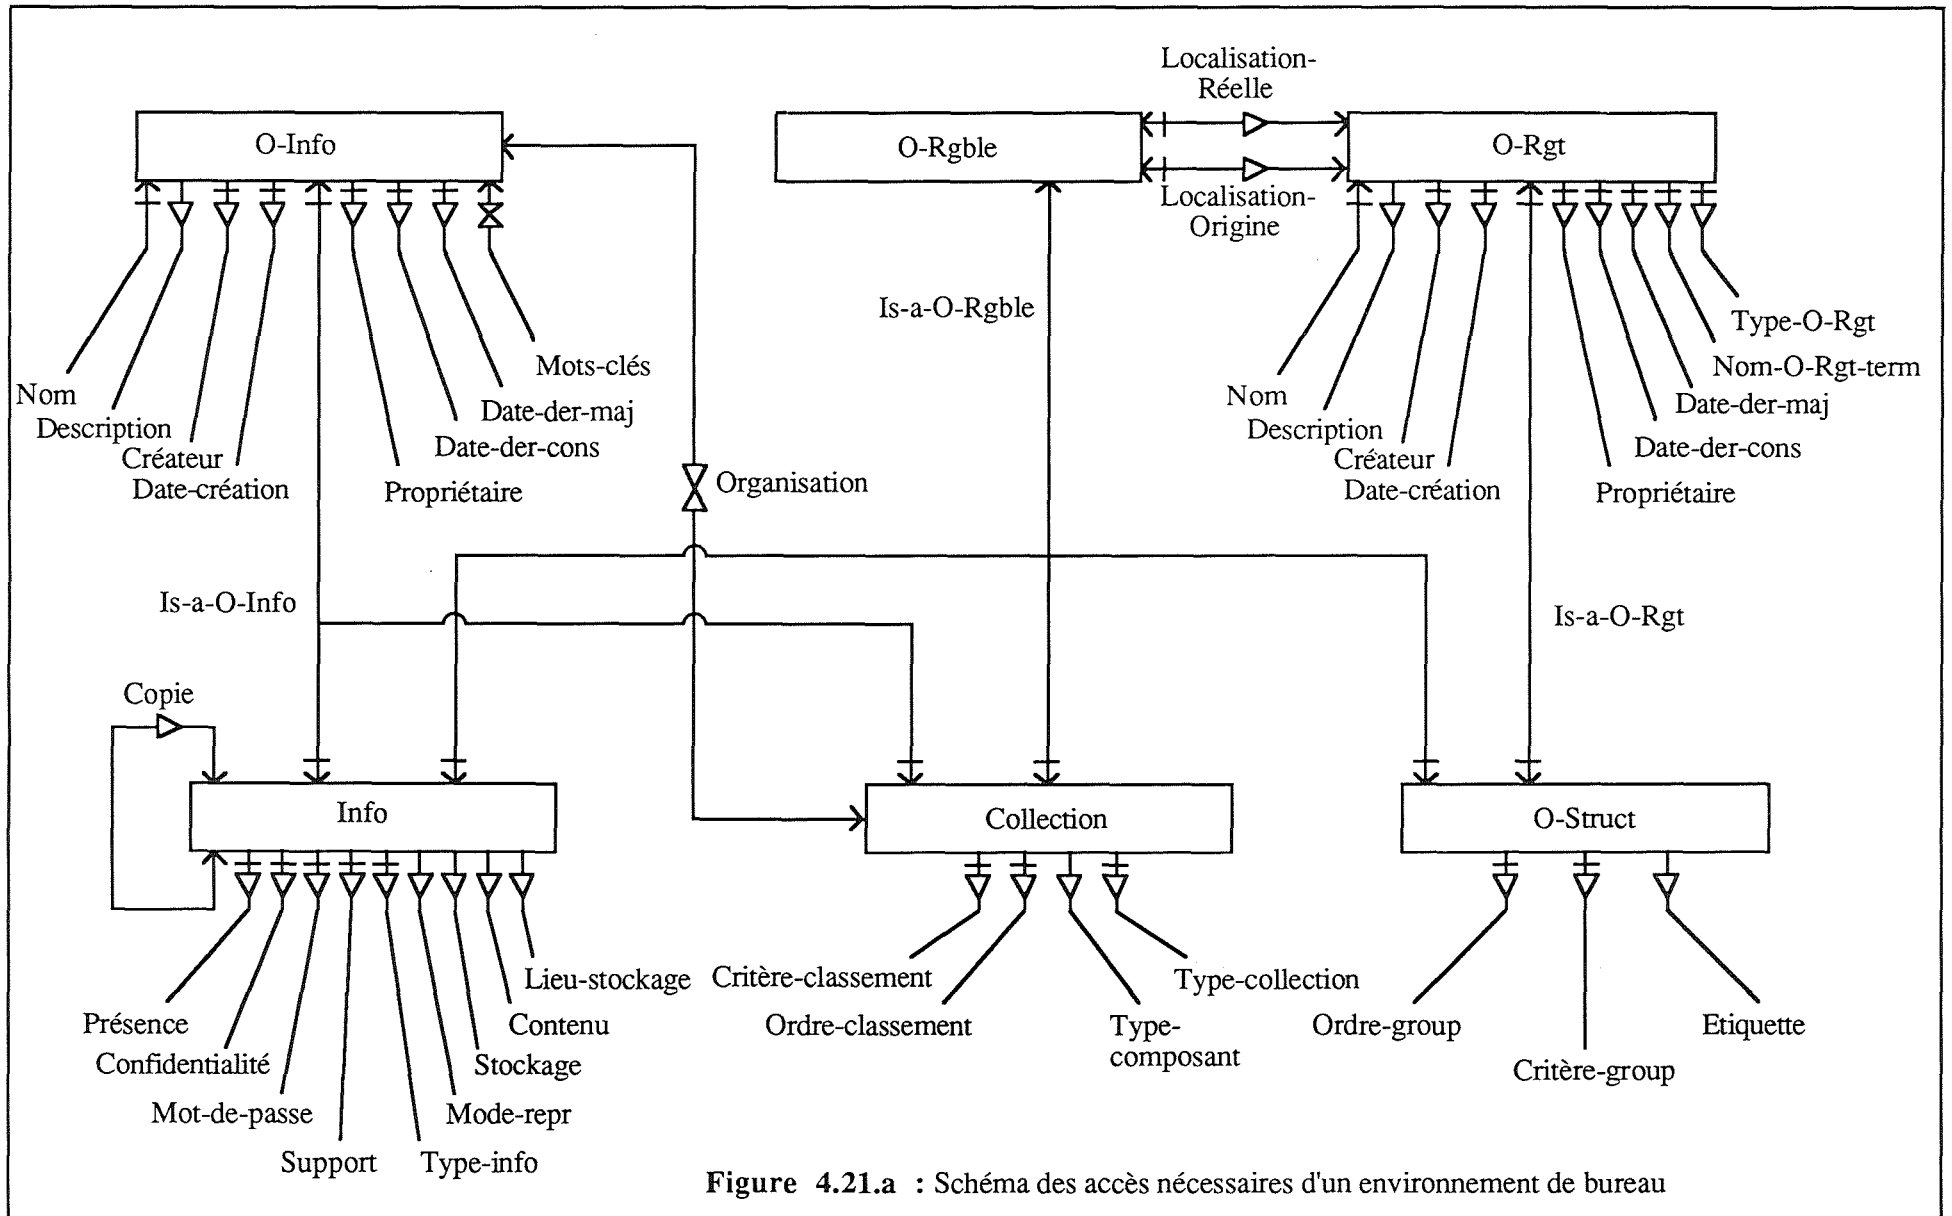 Localisation-
Réelle
O-Info
O-Rgble
O-Rgt
Localisation-
Origine
Is-a-O-Rgble
Type-O-Rgt
Mots-clés
Nom-O-Rgt-term
Nom
Date-der-maj
Nom
Date-der-maj
Description
Date-der-cons
Description
Date-der-cons
Créateur
Créateur
Date-création
Propriétaire
Organisation
Date-création
Propriétaire
Is-a-O-Info
Is-a-O-Rgt
Copie
Info
Collection
O-Struct
Lieu-stockage
Critère-classement
Type-collection
Présence
Contenu
Ordre-classement
Type-
composant
Ordre-group
Etiquette
Confidentialité
Stockage
Critère-group
Mot-de-passe
Mode-repr
Support
Type-info
Figure 4.21.a : Schéma des accès nécessaires d'un environnement de bureau